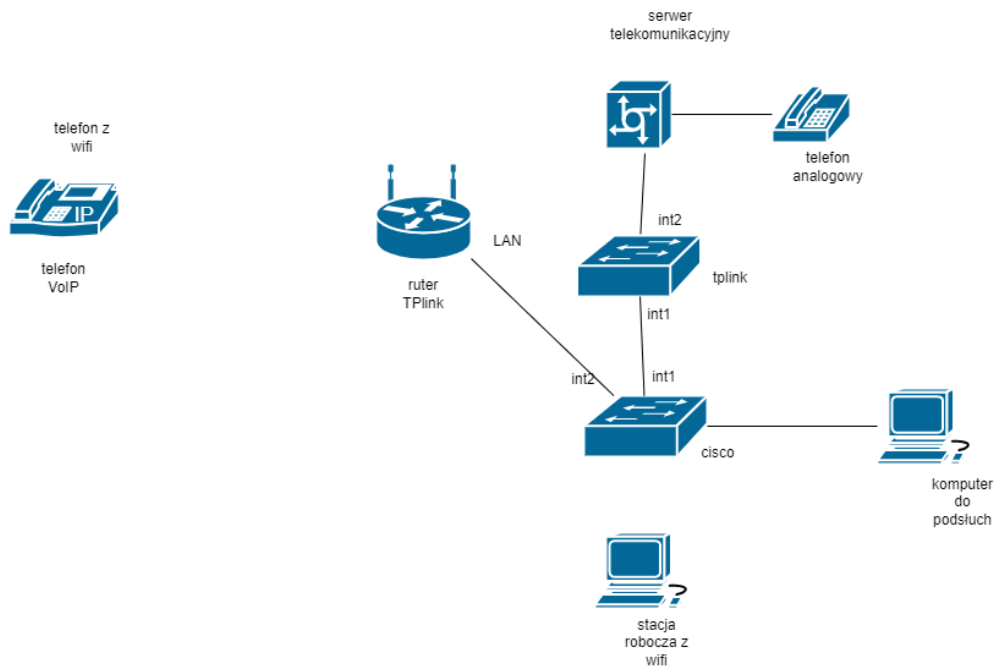 serwer
telekomunikacyjny
telefon z
wifi
IP
telefon
VoIP
telefon
analogowy
LAN
int2
tplink
ruter
TPlink
int1
int2
int1
cisco
komputer
do
podsłuch
stacja
robocza z
wifi